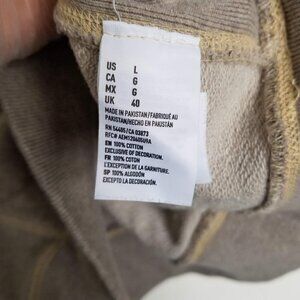 US L
CA G
MX G
UK 40
MADE IN PAKISTAN/FABRIQUÉ AU
PAKISTAN/HECHO EN PAKISTÁN
RN 54485/CA 03873
EN 100% COTTON
EXCLUSIVE OF DECORATION.
FR 100% COTON
L'EXCEPTION DE LA GARNITURE.
SP 100% ALGODÓN
EXCEPTO LA DECORACIÓN.